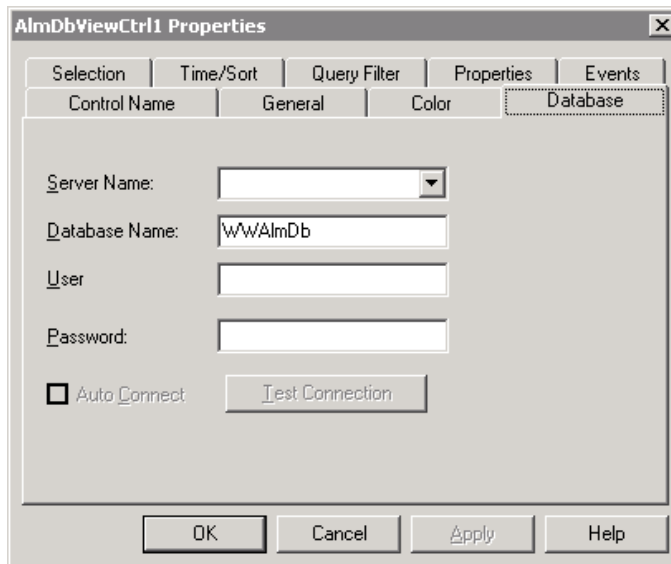 AlmDbViewCtrl1 Properties
Selection Time/Sort Query Filter Properties Events
Control Name General Color Database
Server Name:
Database Name: WWAlmDb
User
Password:
Auto Connect Test Connection
OK Cancel Apply Help